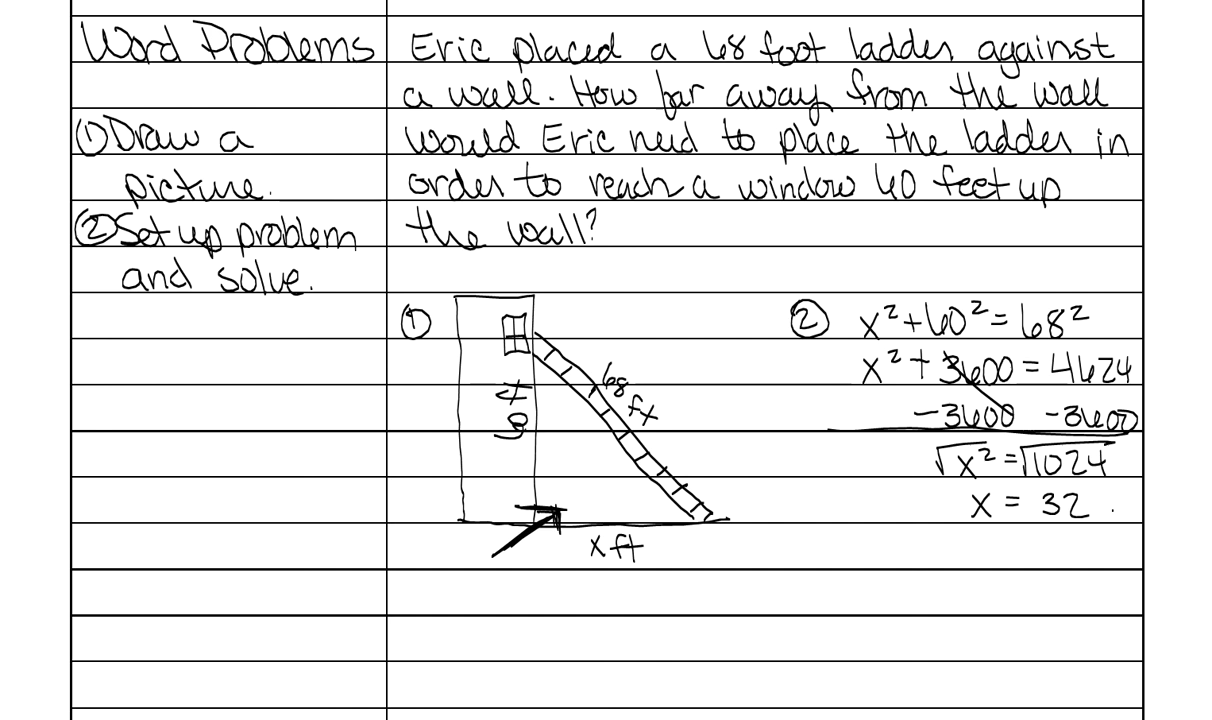 Word Problems
① Draw a
picture.
② Set up problem
and solve.
Eric placed a 68 foot ladder against
a wall. How far away from the wall
would Eric need to place the ladder in
order to reach a window 60 feet up
the wall?
①
68
ft
60 ft
x ft
② x² + 60² = 68²
x² + 3600 = 4624
-3600 -3600
√x² = √1024
x = 32.